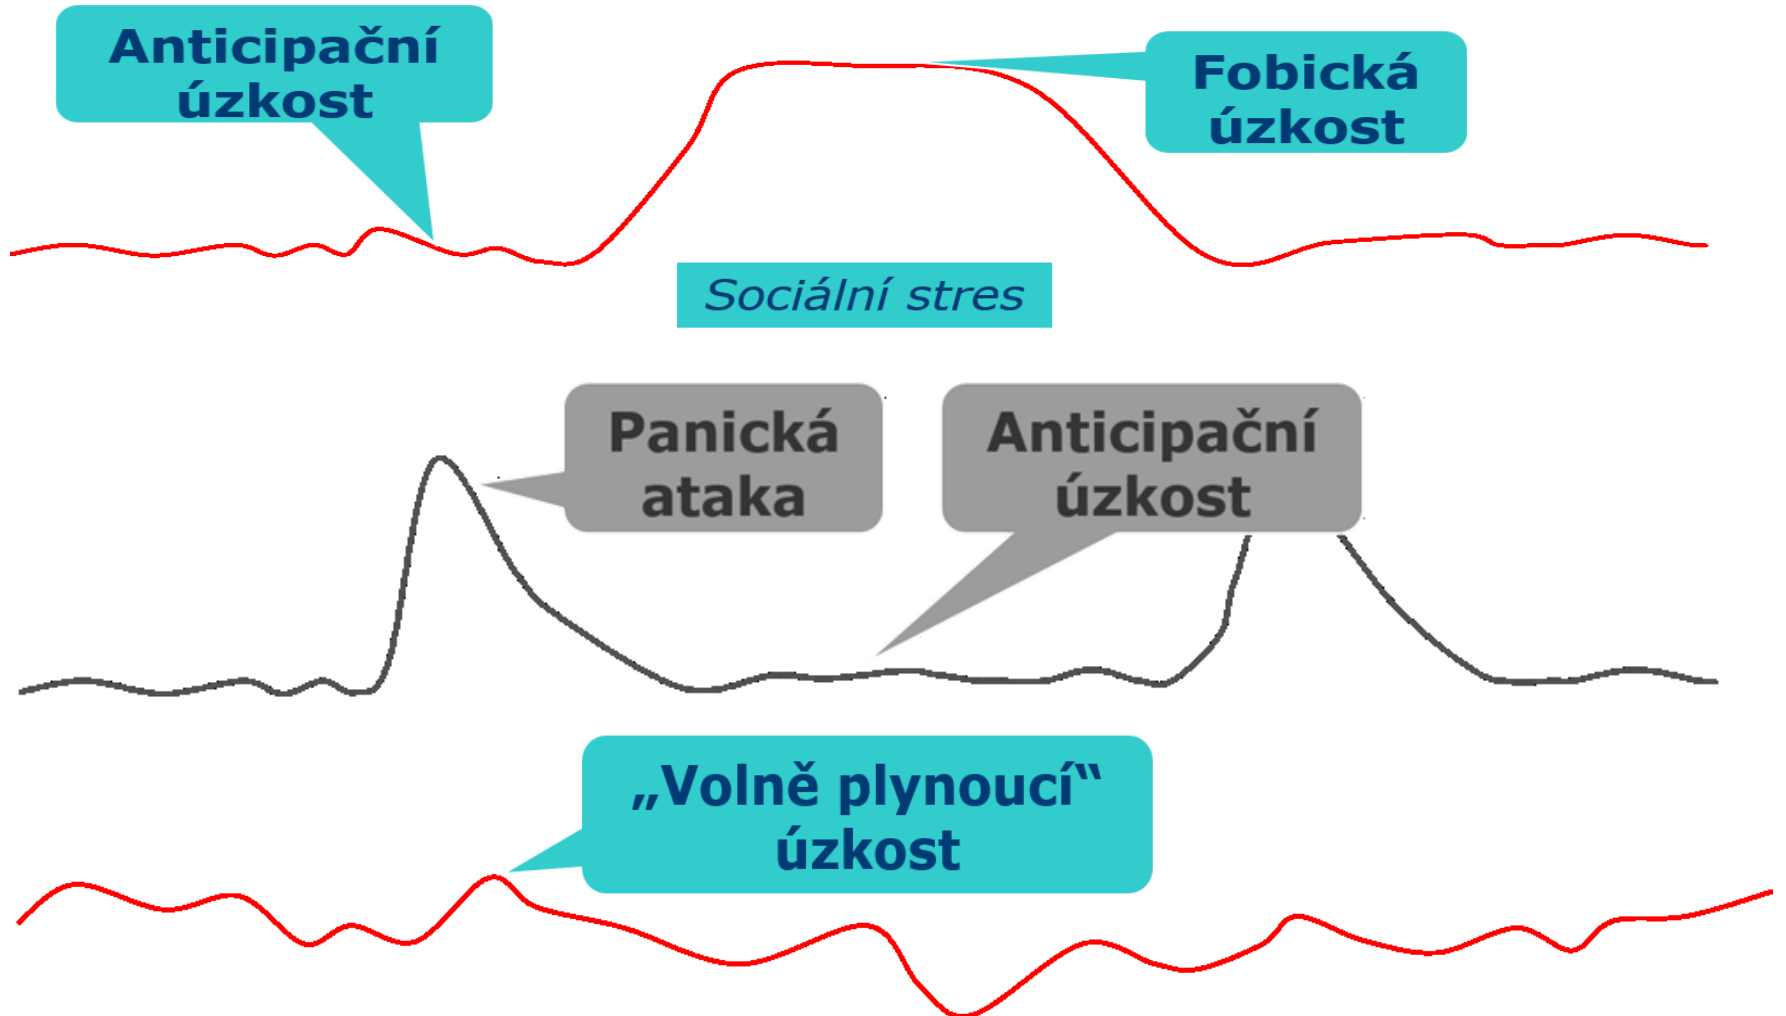 Anticipační
úzkost
Fobická
úzkost
Sociální stres
Panická
ataka
Anticipační
úzkost
„Volně plynoucí“
úzkost